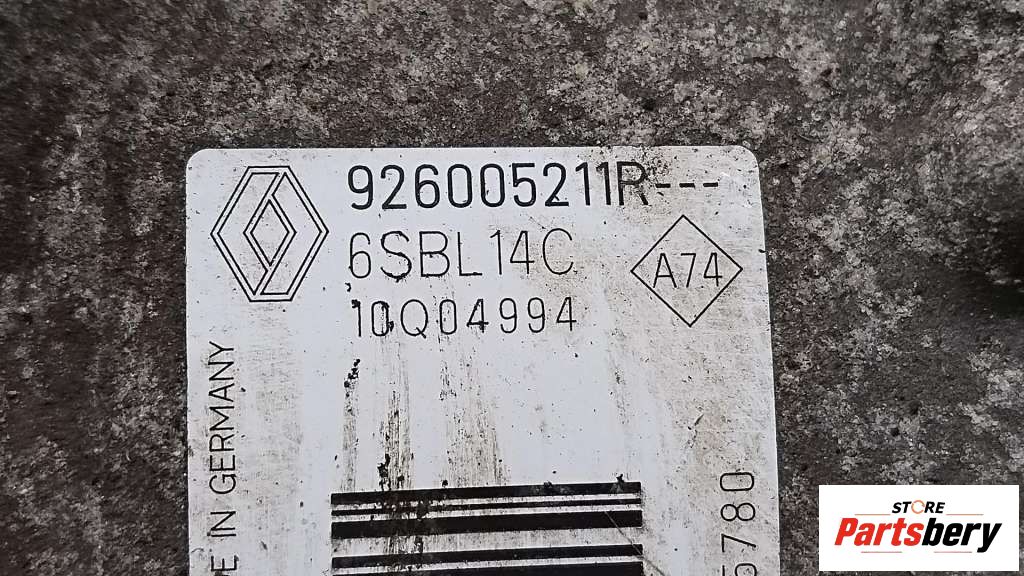 926005211R---
6SBL14C
A74
10Q04994
E IN GERMANY
5780
STORE
Partsbery